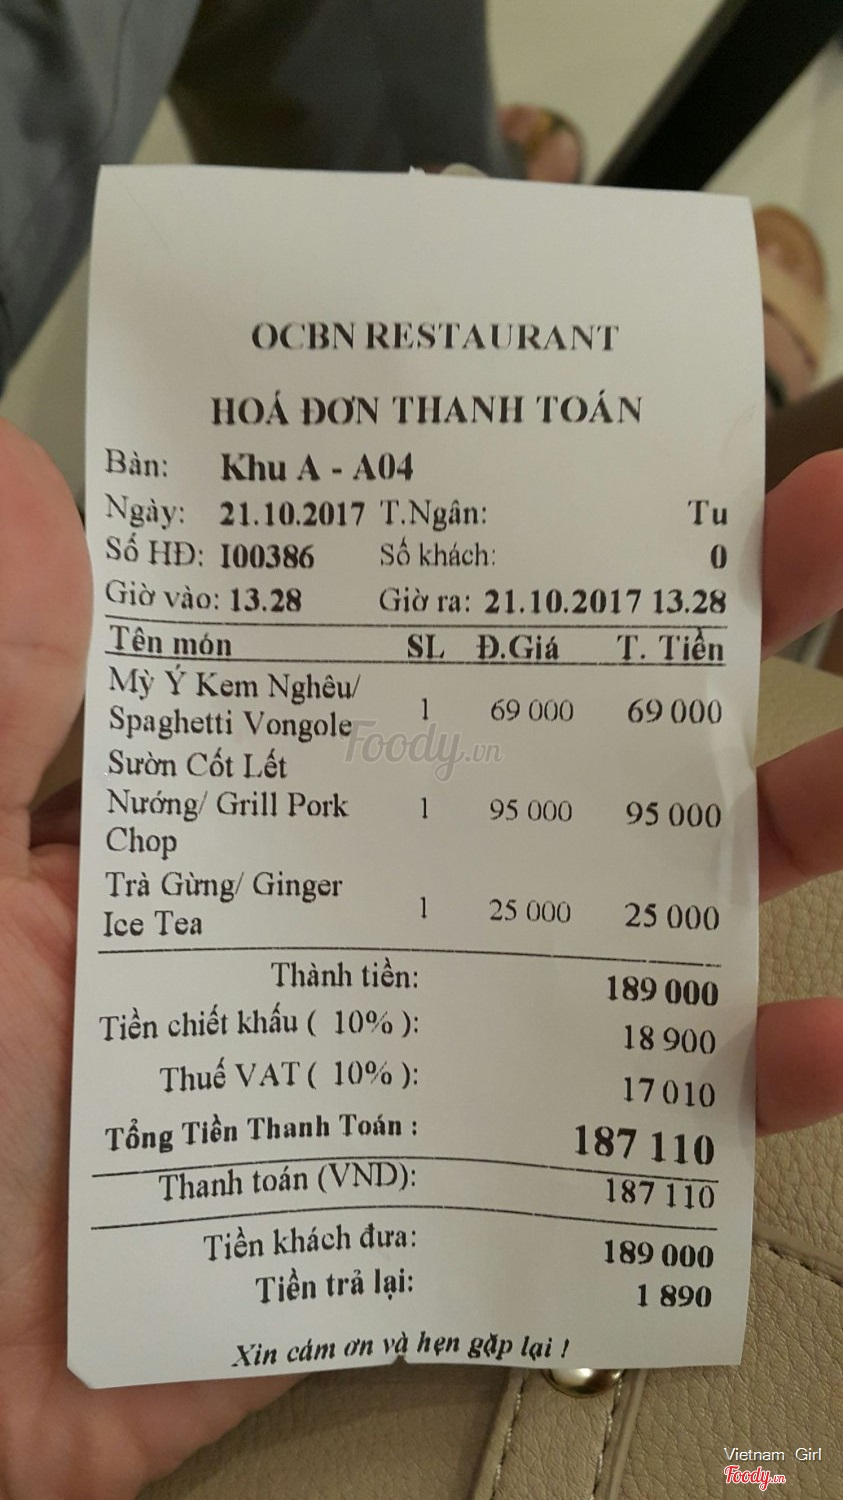 OCBN RESTAURANT
HOÁ ĐƠN THANH TOÁN
Bàn: Khu A - A04
Ngày: 21.10.2017 T.Ngân: Tu
Số HĐ: I00386 Số khách: 0
Giờ vào: 13.28 Giờ ra: 21.10.2017 13.28
Tên món SL Đ.Giá T. Tiền
Mỳ Ý Kem Nghêu/
Spaghetti Vongole 1 69 000 69 000
Sườn Cốt Lết
Nướng/ Grill Pork 1 95 000 95 000
Chop
Trà Gừng/ Ginger
Ice Tea 1 25 000 25 000
Thành tiền: 189 000
Tiền chiết khấu ( 10% ): 18 900
Thuế VAT ( 10% ): 17 010
Tổng Tiền Thanh Toán : 187 110
Thanh toán (VND): 187 110
Tiền khách đưa: 189 000
Tiền trả lại: 1 890
Xin cám ơn và hẹn gặp lại !
Foody.vn
Vietnam Girl
Foody.vn